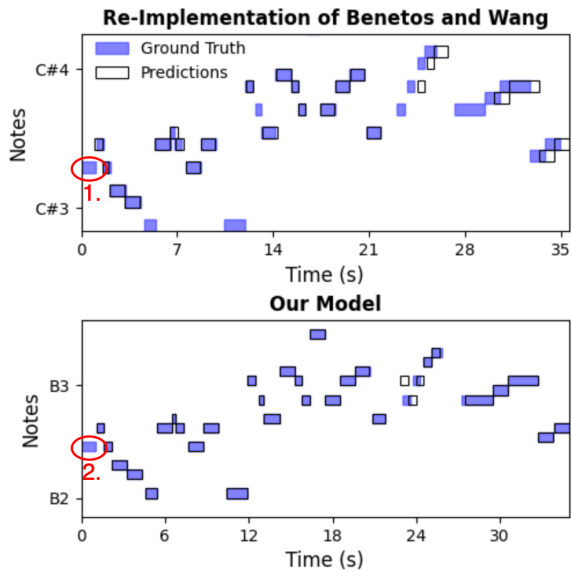 Re-Implementation of Benetos and Wang
Ground Truth
Predictions
C#4
C#3
Notes
1.
0 7 14 21 28 35
Time (s)
Our Model
B3
B2
Notes
2.
0 6 12 18 24 30
Time (s)